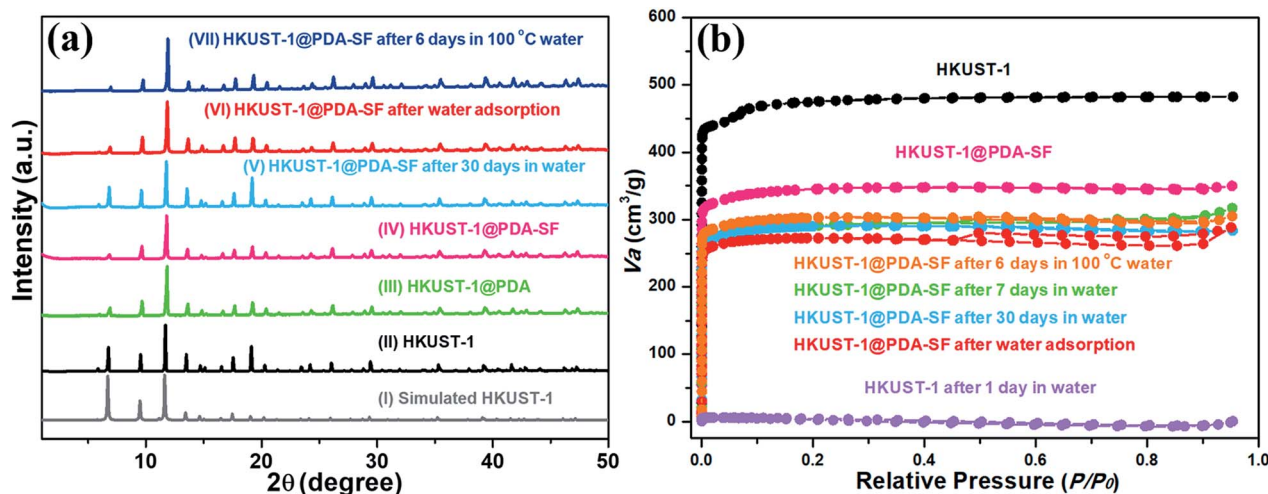 (a)
(VII) HKUST-1@PDA-SF after 6 days in 100 °C water
(VI) HKUST-1@PDA-SF after water adsorption
(V) HKUST-1@PDA-SF after 30 days in water
(IV) HKUST-1@PDA-SF
(III) HKUST-1@PDA
(II) HKUST-1
(I) Simulated HKUST-1
Intensity (a.u.)
10 20 30 40 50
2θ (degree)
(b)
600
500
400
300
200
100
0
Va (cm³/g)
HKUST-1
HKUST-1@PDA-SF
HKUST-1@PDA-SF after 6 days in 100 °C water
HKUST-1@PDA-SF after 7 days in water
HKUST-1@PDA-SF after 30 days in water
HKUST-1@PDA-SF after water adsorption
HKUST-1 after 1 day in water
0.0 0.2 0.4 0.6 0.8 1.0
Relative Pressure (P/P₀)